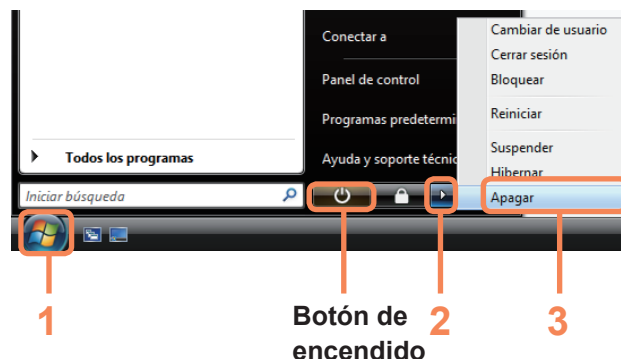 Conectar a
Panel de control
Programas predetermi
Ayuda y soporte técnic
Cambiar de usuario
Cerrar sesión
Bloquear
Reiniciar
Suspender
Hibernar
Apagar
Todos los programas
Iniciar búsqueda
1
Botón de
encendido
2
3